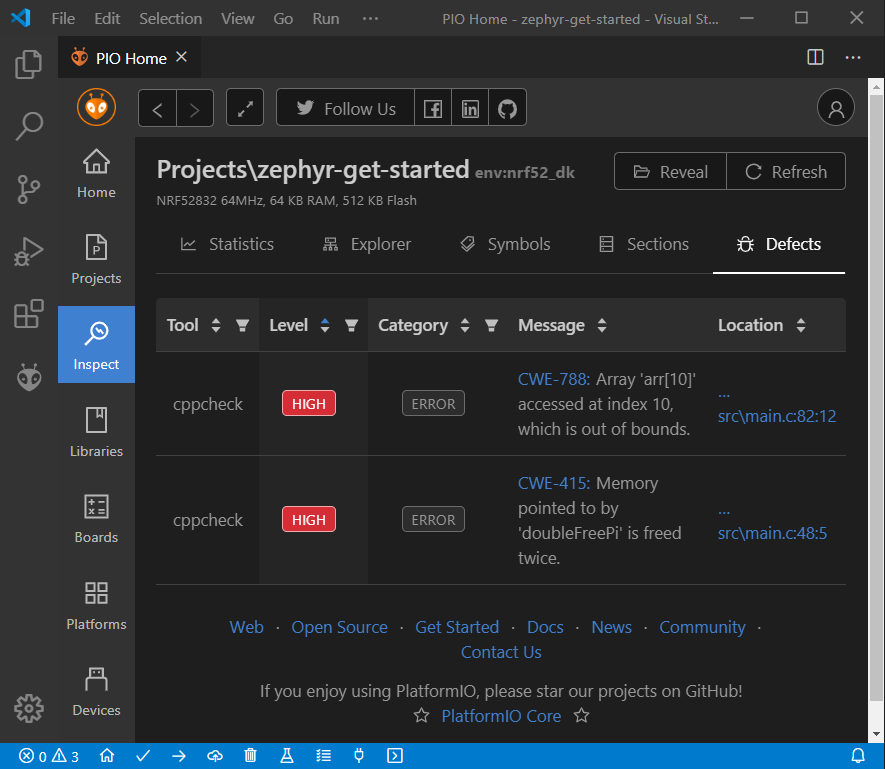 File Edit Selection View Go Run ··· PIO Home - zephyr-get-started - Visual St...
PIO Home
Follow Us
Home
Projects
Inspect
Libraries
Boards
Platforms
Devices
Projects\zephyr-get-started env:nrf52_dk
Reveal Refresh
NRF52832 64MHz, 64 KB RAM, 512 KB Flash
Statistics Explorer Symbols Sections Defects
Tool Level Category Message Location
cppcheck HIGH ERROR
CWE-788: Array 'arr[10]'
accessed at index 10,
which is out of bounds.
...
src\main.c:82:12
cppcheck HIGH ERROR
CWE-415: Memory
pointed to by
'doubleFreePi' is freed
twice.
...
src\main.c:48:5
Web · Open Source · Get Started · Docs · News · Community ·
Contact Us
If you enjoy using PlatformIO, please star our projects on GitHub!
PlatformIO Core
0 3